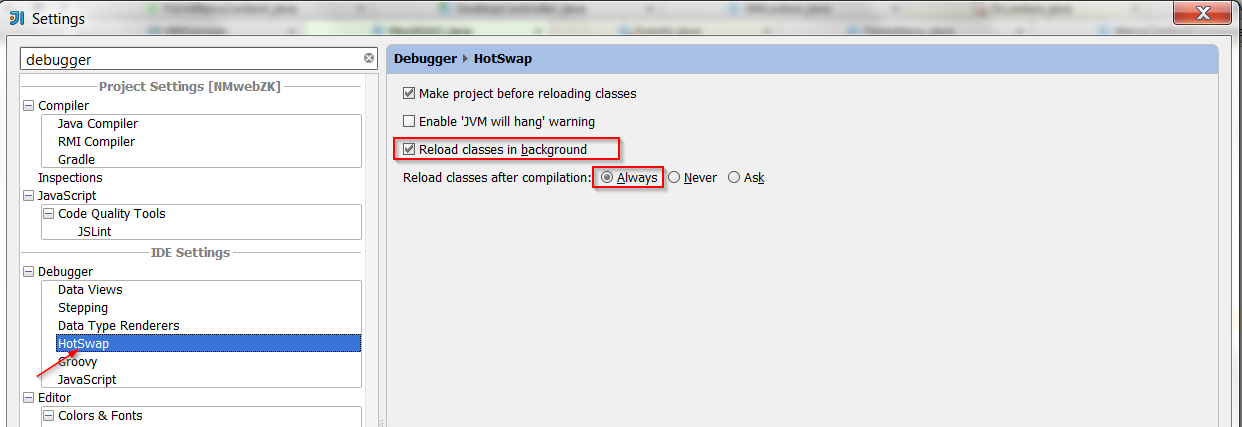 Settings
debugger
Project Settings [NMwebZK]
Compiler
Java Compiler
RMI Compiler
Gradle
Inspections
JavaScript
Code Quality Tools
JSLint
IDE Settings
Debugger
Data Views
Stepping
Data Type Renderers
HotSwap
Groovy
JavaScript
Editor
Colors & Fonts
Debugger HotSwap
Make project before reloading classes
Enable 'JVM will hang' warning
Reload classes in background
Reload classes after compilation: Always Never Ask